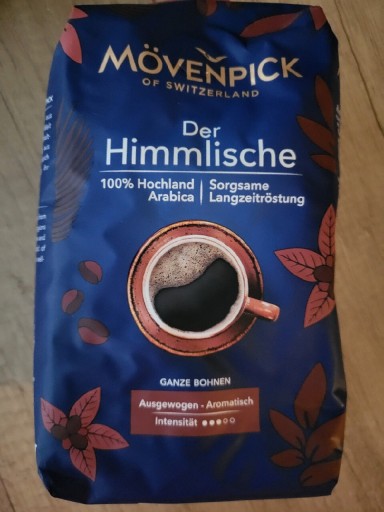 MÖVENPICK
OF SWITZERLAND
Der
Himmlische
100% Hochland Arabica | Sorgsame Langzeitröstung
GANZE BOHNEN
Ausgewogen - Aromatisch
Intensität